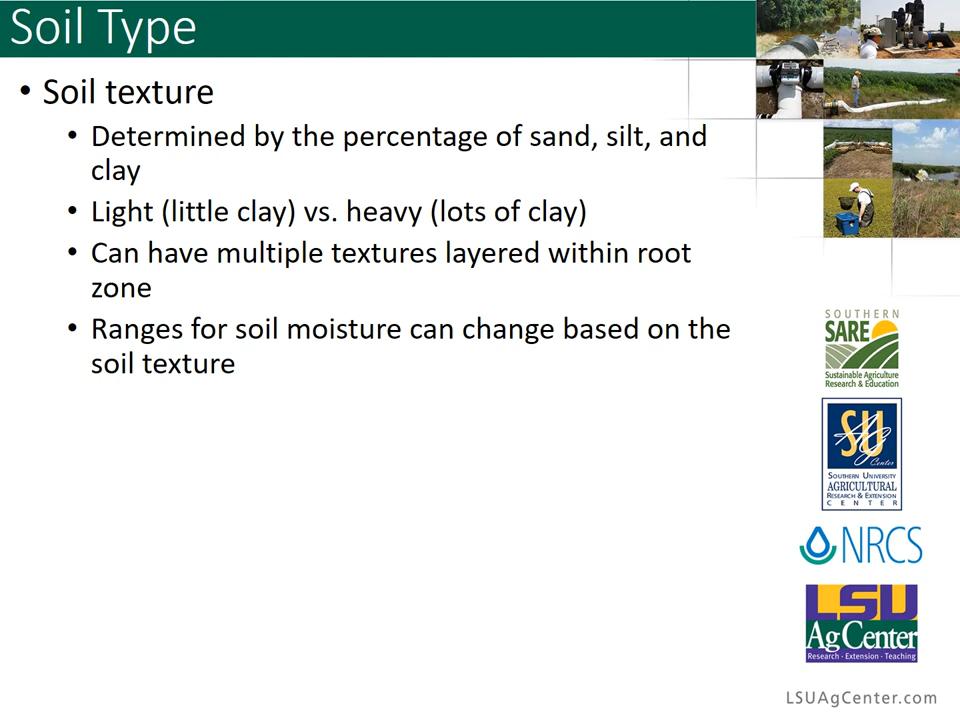 Soil Type
• Soil texture
• Determined by the percentage of sand, silt, and
clay
• Light (little clay) vs. heavy (lots of clay)
• Can have multiple textures layered within root
zone
• Ranges for soil moisture can change based on the
soil texture
SOUTHERN
SARE
Sustainable Agriculture
Research & Education
SU
Ag
Center
SOUTHERN UNIVERSITY
AGRICULTURAL
RESEARCH & EXTENSION
CENTER
NRCS
LSU
AgCenter
Research · Extension · Teaching
LSUAgCenter.com